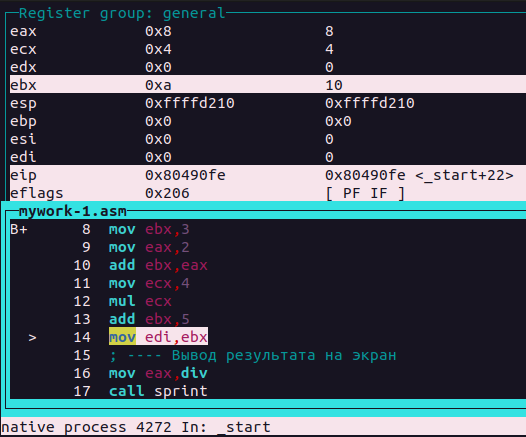 Register group: general
eax 0x8 8
ecx 0x4 4
edx 0x0 0
ebx 0xa 10
esp 0xffffd210 0xffffd210
ebp 0x0 0x0
esi 0x0 0
edi 0x0 0
eip 0x80490fe 0x80490fe <_start+22>
eflags 0x206 [ PF IF ]
mywork-1.asm
B+ 8 mov ebx,3
9 mov eax,2
10 add ebx,eax
11 mov ecx,4
12 mul ecx
13 add ebx,5
> 14 mov edi,ebx
15 ; ---- Вывод результата на экран
16 mov eax,div
17 call sprint
native process 4272 In: _start